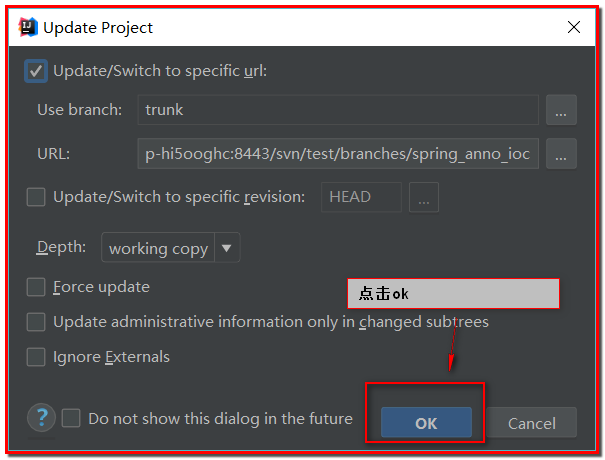 Update Project
Update/Switch to specific url:
Use branch: trunk ...
URL: p-hi5ooghc:8443/svn/test/branches/spring_anno_ioc ...
Update/Switch to specific revision: HEAD ...
Depth: working copy
Force update
点击ok
Update administrative information only in changed subtrees
Ignore Externals
? Do not show this dialog in the future OK Cancel